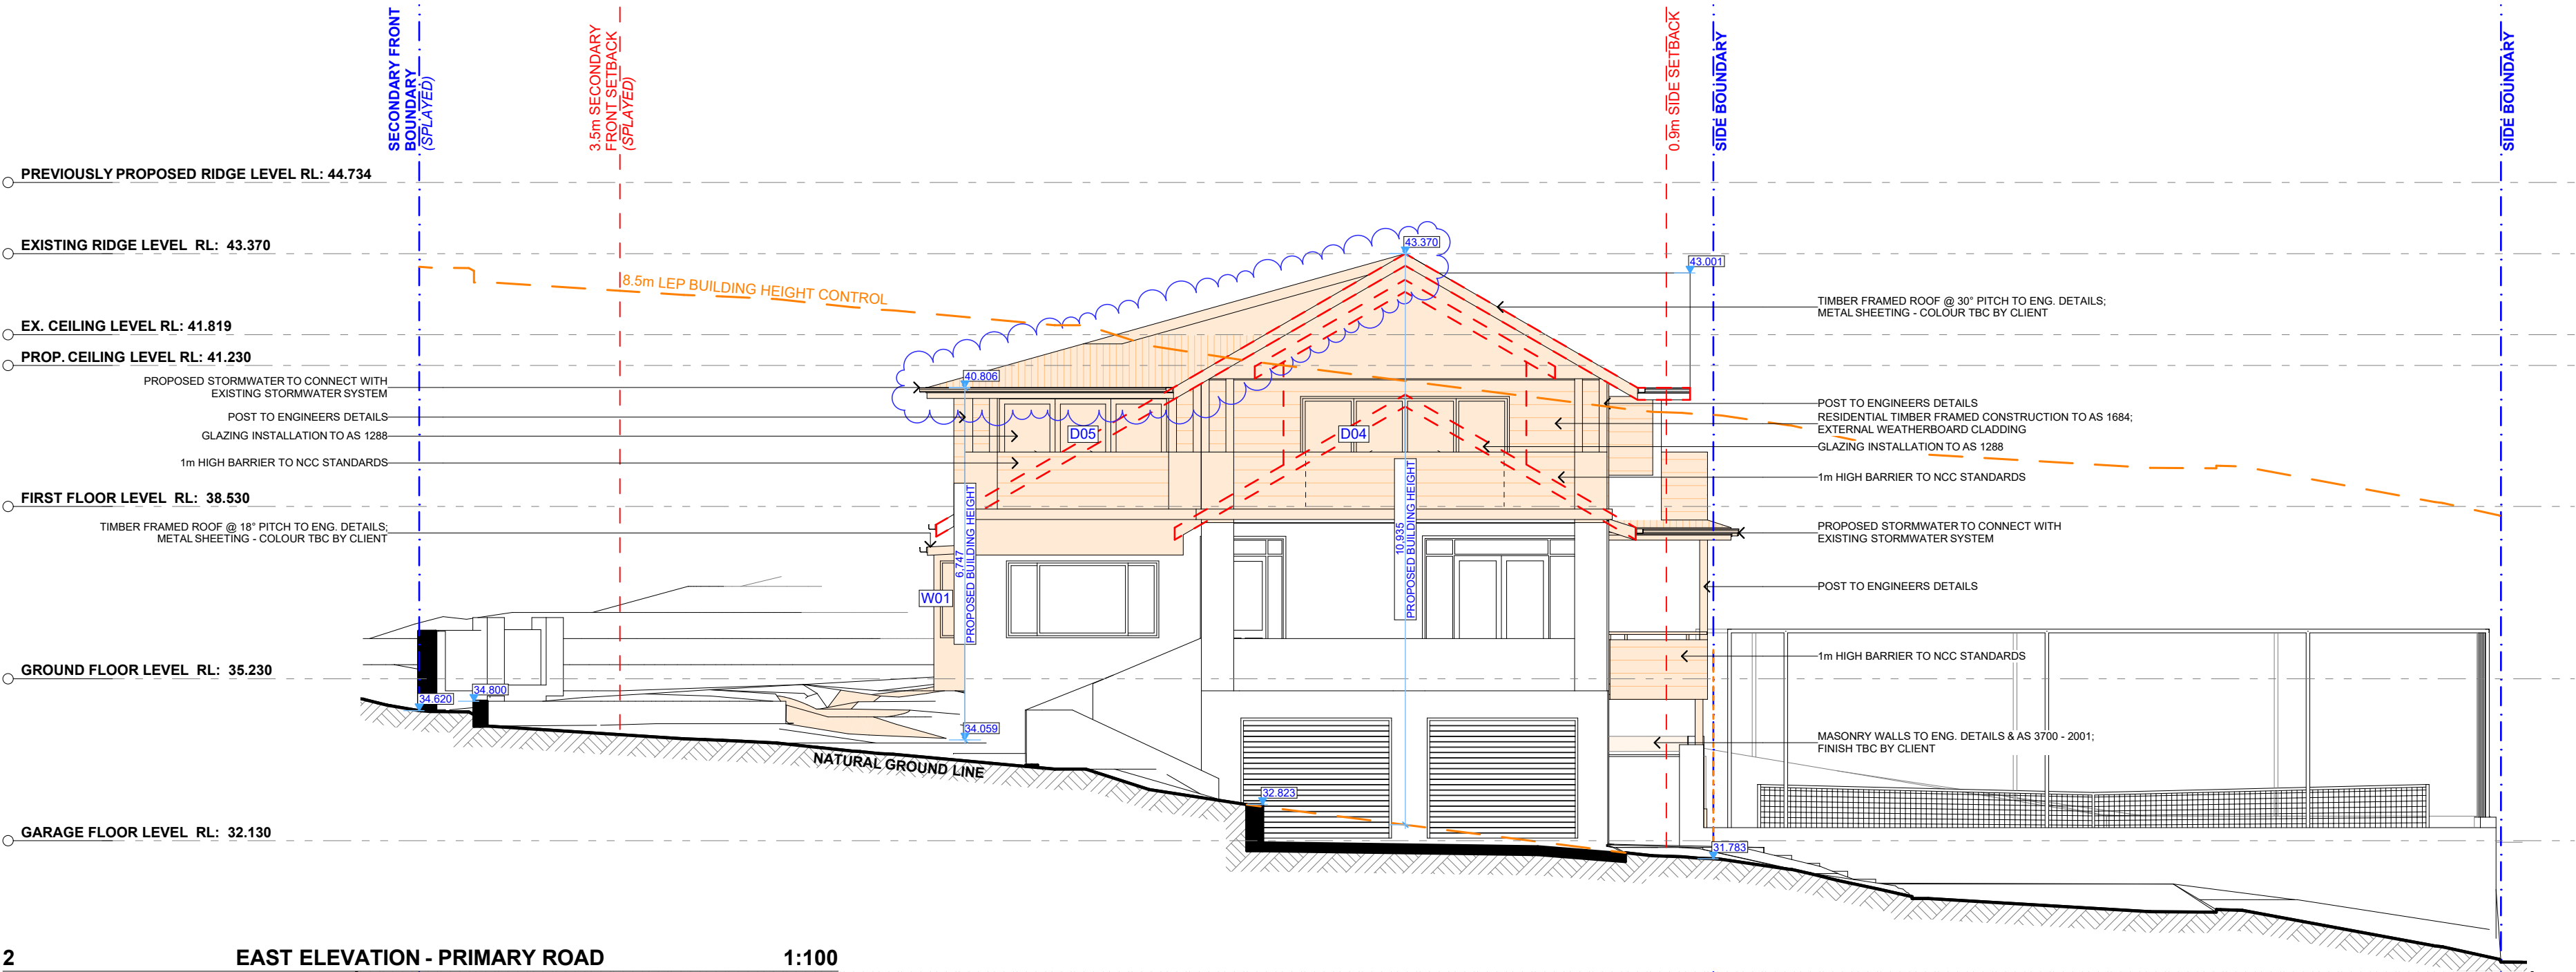 SECONDARY FRONT
BOUNDARY
(SPLAYED)
3.5m SECONDARY
FRONT SETBACK
(SPLAYED)
0.9m SIDE SETBACK
SIDE BOUNDARY
SIDE BOUNDARY
PREVIOUSLY PROPOSED RIDGE LEVEL RL: 44.734
EXISTING RIDGE LEVEL RL: 43.370
EX. CEILING LEVEL RL: 41.819
PROP. CEILING LEVEL RL: 41.230
PROPOSED STORMWATER TO CONNECT WITH
EXISTING STORMWATER SYSTEM
POST TO ENGINEERS DETAILS
GLAZING INSTALLATION TO AS 1288
1m HIGH BARRIER TO NCC STANDARDS
FIRST FLOOR LEVEL RL: 38.530
TIMBER FRAMED ROOF @ 18° PITCH TO ENG. DETAILS;
METAL SHEETING - COLOUR TBC BY CLIENT
GROUND FLOOR LEVEL RL: 35.230
GARAGE FLOOR LEVEL RL: 32.130
8.5m LEP BUILDING HEIGHT CONTROL
43.370
43.001
40.806
D05
D04
W01
6,747
PROPOSED BUILDING HEIGHT
10,935
PROPOSED BUILDING HEIGHT
34.620
34.800
34.059
32.823
31.783
NATURAL GROUND LINE
TIMBER FRAMED ROOF @ 30° PITCH TO ENG. DETAILS;
METAL SHEETING - COLOUR TBC BY CLIENT
POST TO ENGINEERS DETAILS
RESIDENTIAL TIMBER FRAMED CONSTRUCTION TO AS 1684;
EXTERNAL WEATHERBOARD CLADDING
GLAZING INSTALLATION TO AS 1288
1m HIGH BARRIER TO NCC STANDARDS
PROPOSED STORMWATER TO CONNECT WITH
EXISTING STORMWATER SYSTEM
POST TO ENGINEERS DETAILS
1m HIGH BARRIER TO NCC STANDARDS
MASONRY WALLS TO ENG. DETAILS & AS 3700 - 2001;
FINISH TBC BY CLIENT
2 EAST ELEVATION - PRIMARY ROAD 1:100